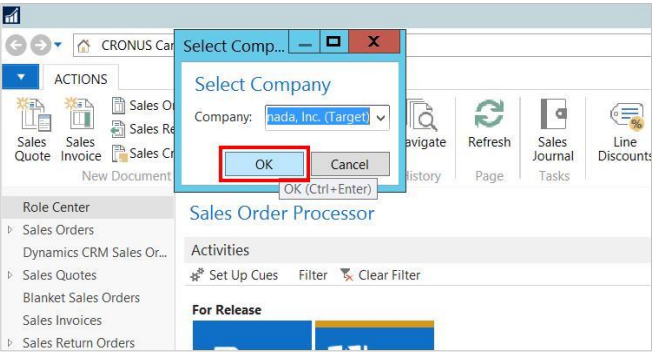 CRONUS Car
Select Comp...
ACTIONS
Select Company
Company: nada, Inc. (Target)
OK Cancel
OK (Ctrl+Enter)
Sales Quote
Sales Invoice
Sales Or
Sales Re
Sales Cr
New Document
avigate
History
Refresh
Page
Sales Journal
Tasks
Line Discounts
Role Center
Sales Orders
Dynamics CRM Sales Or...
Sales Quotes
Blanket Sales Orders
Sales Invoices
Sales Return Orders
Sales Order Processor
Activities
Set Up Cues Filter Clear Filter
For Release